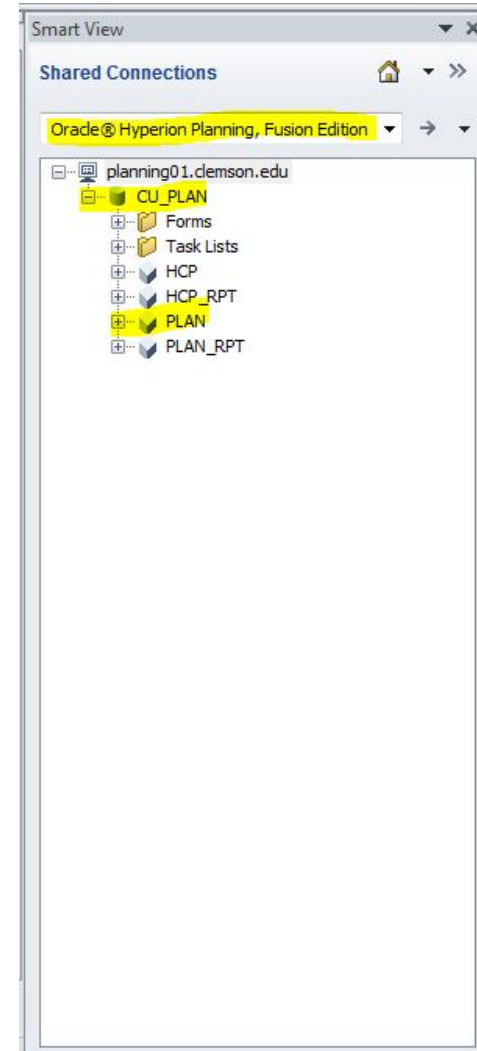 Smart View
Shared Connections
Oracle® Hyperion Planning, Fusion Edition
planning01.clemson.edu
CU_PLAN
Forms
Task Lists
HCP
HCP_RPT
PLAN
PLAN_RPT